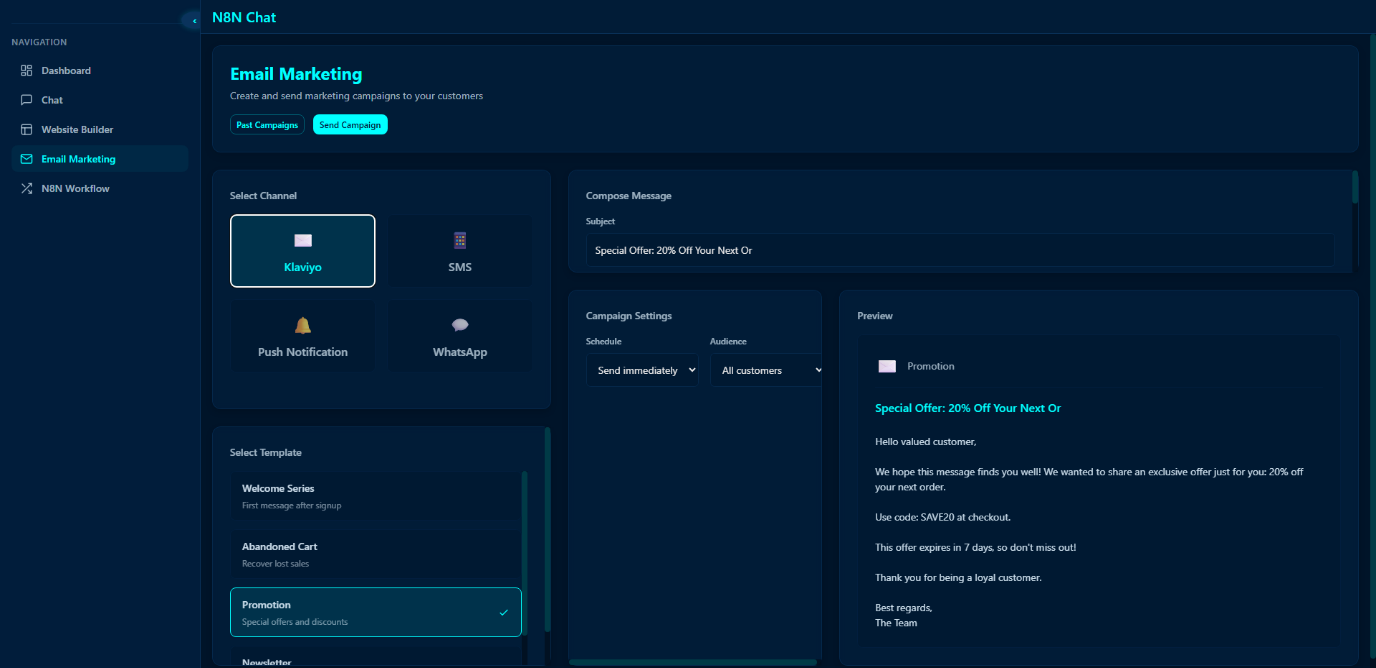 N8N Chat
NAVIGATION
Dashboard
Chat
Website Builder
Email Marketing
N8N Workflow
Email Marketing
Create and send marketing campaigns to your customers
Past Campaigns
Send Campaign
Select Channel
Klaviyo
SMS
Push Notification
WhatsApp
Select Template
Welcome Series
First message after signup
Abandoned Cart
Recover lost sales
Promotion
Special offers and discounts
Newsletter
Compose Message
Subject
Special Offer: 20% Off Your Next Or
Campaign Settings
Schedule
Audience
Send immediately
All customers
Preview
Promotion
Special Offer: 20% Off Your Next Or
Hello valued customer,
We hope this message finds you well! We wanted to share an exclusive offer just for you: 20% off
your next order.
Use code: SAVE20 at checkout.
This offer expires in 7 days, so don't miss out!
Thank you for being a loyal customer.
Best regards,
The Team